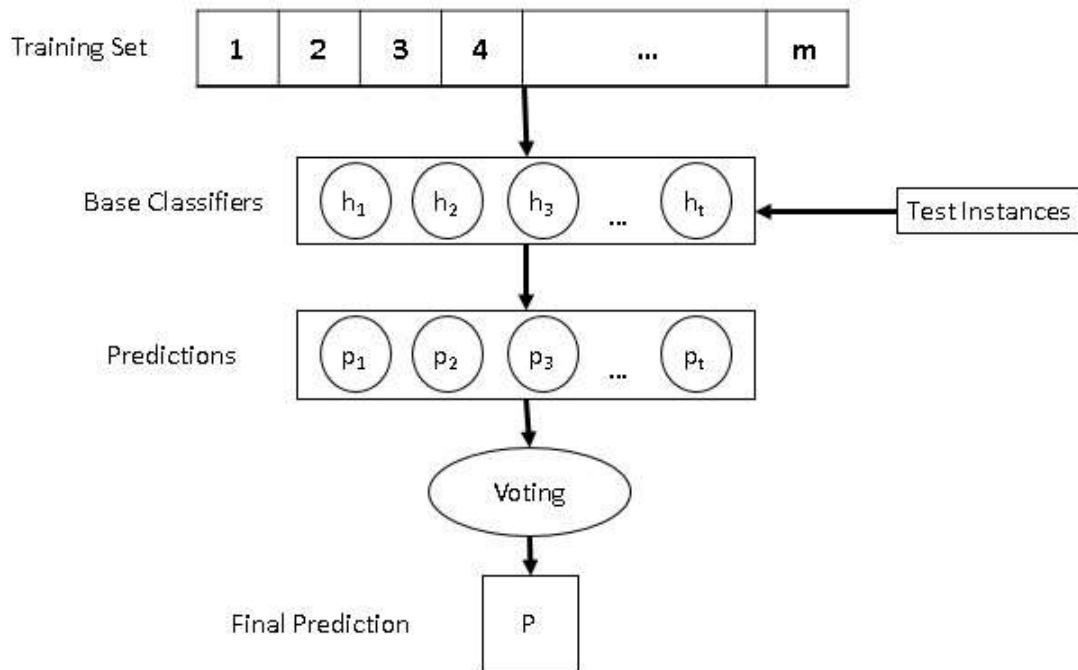 Training Set 1 2 3 4 ... m
Base Classifiers h₁ h₂ h₃ ... hₜ Test Instances
Predictions p₁ p₂ p₃ ... pₜ
Voting
Final Prediction P